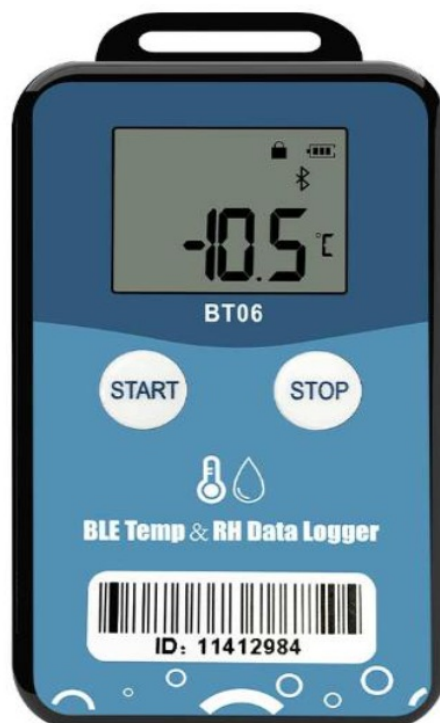 -10.5 °C
BT06
START STOP
BLE Temp & RH Data Logger
ID: 11412984